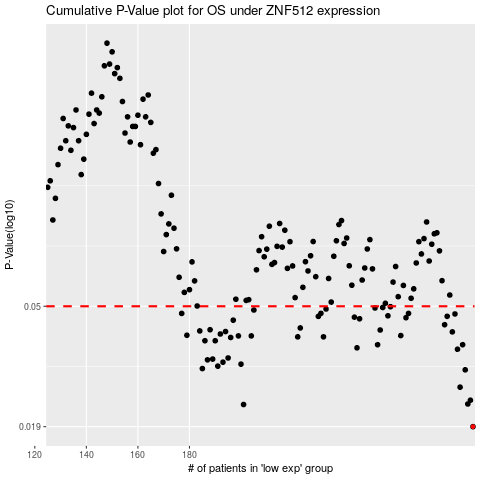 Cumulative P-Value plot for OS under ZNF512 expression
P-Value(log10)
0.05
0.019
120 140 160 180
# of patients in 'low exp' group